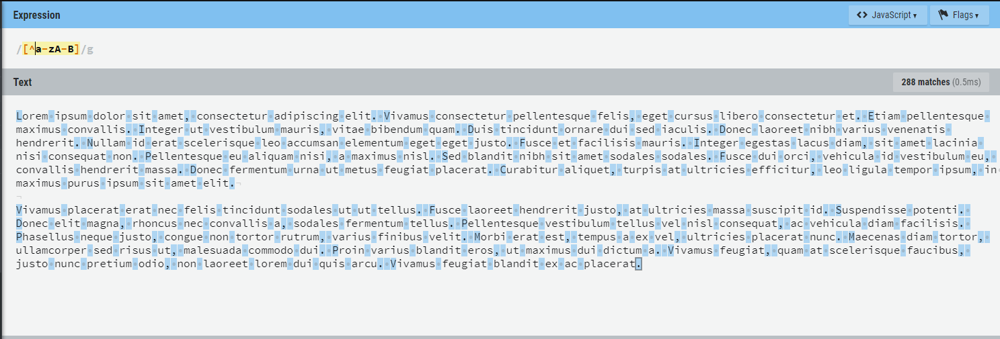 Expression
<> JavaScript ▾
Flags ▾
/[^a-zA-B]/g
Text
288 matches (0.5ms)
Lorem ipsum dolor sit amet, consectetur adipiscing elit. Vivamus consectetur pellentesque felis, eget cursus libero consectetur et. Etiam pellentesque
maximus convallis. Integer ut vestibulum mauris, vitae bibendum quam. Duis tincidunt ornare dui sed iaculis. Donec laoreet nibh varius venenatis
hendrerit. Nullam id erat scelerisque leo accumsan elementum eget eget justo. Fusce et facilisis mauris. Integer egestas lacus diam, sit amet lacinia
nisi consequat non. Pellentesque eu aliquam nisi, a maximus nisl. Sed blandit nibh sit amet sodales sodales. Fusce dui orci, vehicula id vestibulum eu,
convallis hendrerit massa. Donec fermentum urna ut metus feugiat placerat. Curabitur aliquet, turpis at ultricies efficitur, leo ligula tempor ipsum, in
maximus purus ipsum sit amet elit.
Vivamus placerat erat nec felis tincidunt sodales ut ut tellus. Fusce laoreet hendrerit justo, at ultricies massa suscipit id. Suspendisse potenti.
Donec elit magna, rhoncus nec convallis a, sodales fermentum tellus. Pellentesque vestibulum tellus vel nisl consequat, ac vehicula diam facilisis.
Phasellus neque justo, congue non tortor rutrum, varius finibus velit. Morbi erat est, tempus a ex vel, ultricies placerat nunc. Maecenas diam tortor,
ullamcorper sed risus ut, malesuada commodo dui. Proin varius blandit eros, ut maximus dui dictum a. Vivamus feugiat, quam at scelerisque faucibus,
justo nunc pretium odio, non laoreet lorem dui quis arcu. Vivamus feugiat blandit ex ac placerat.